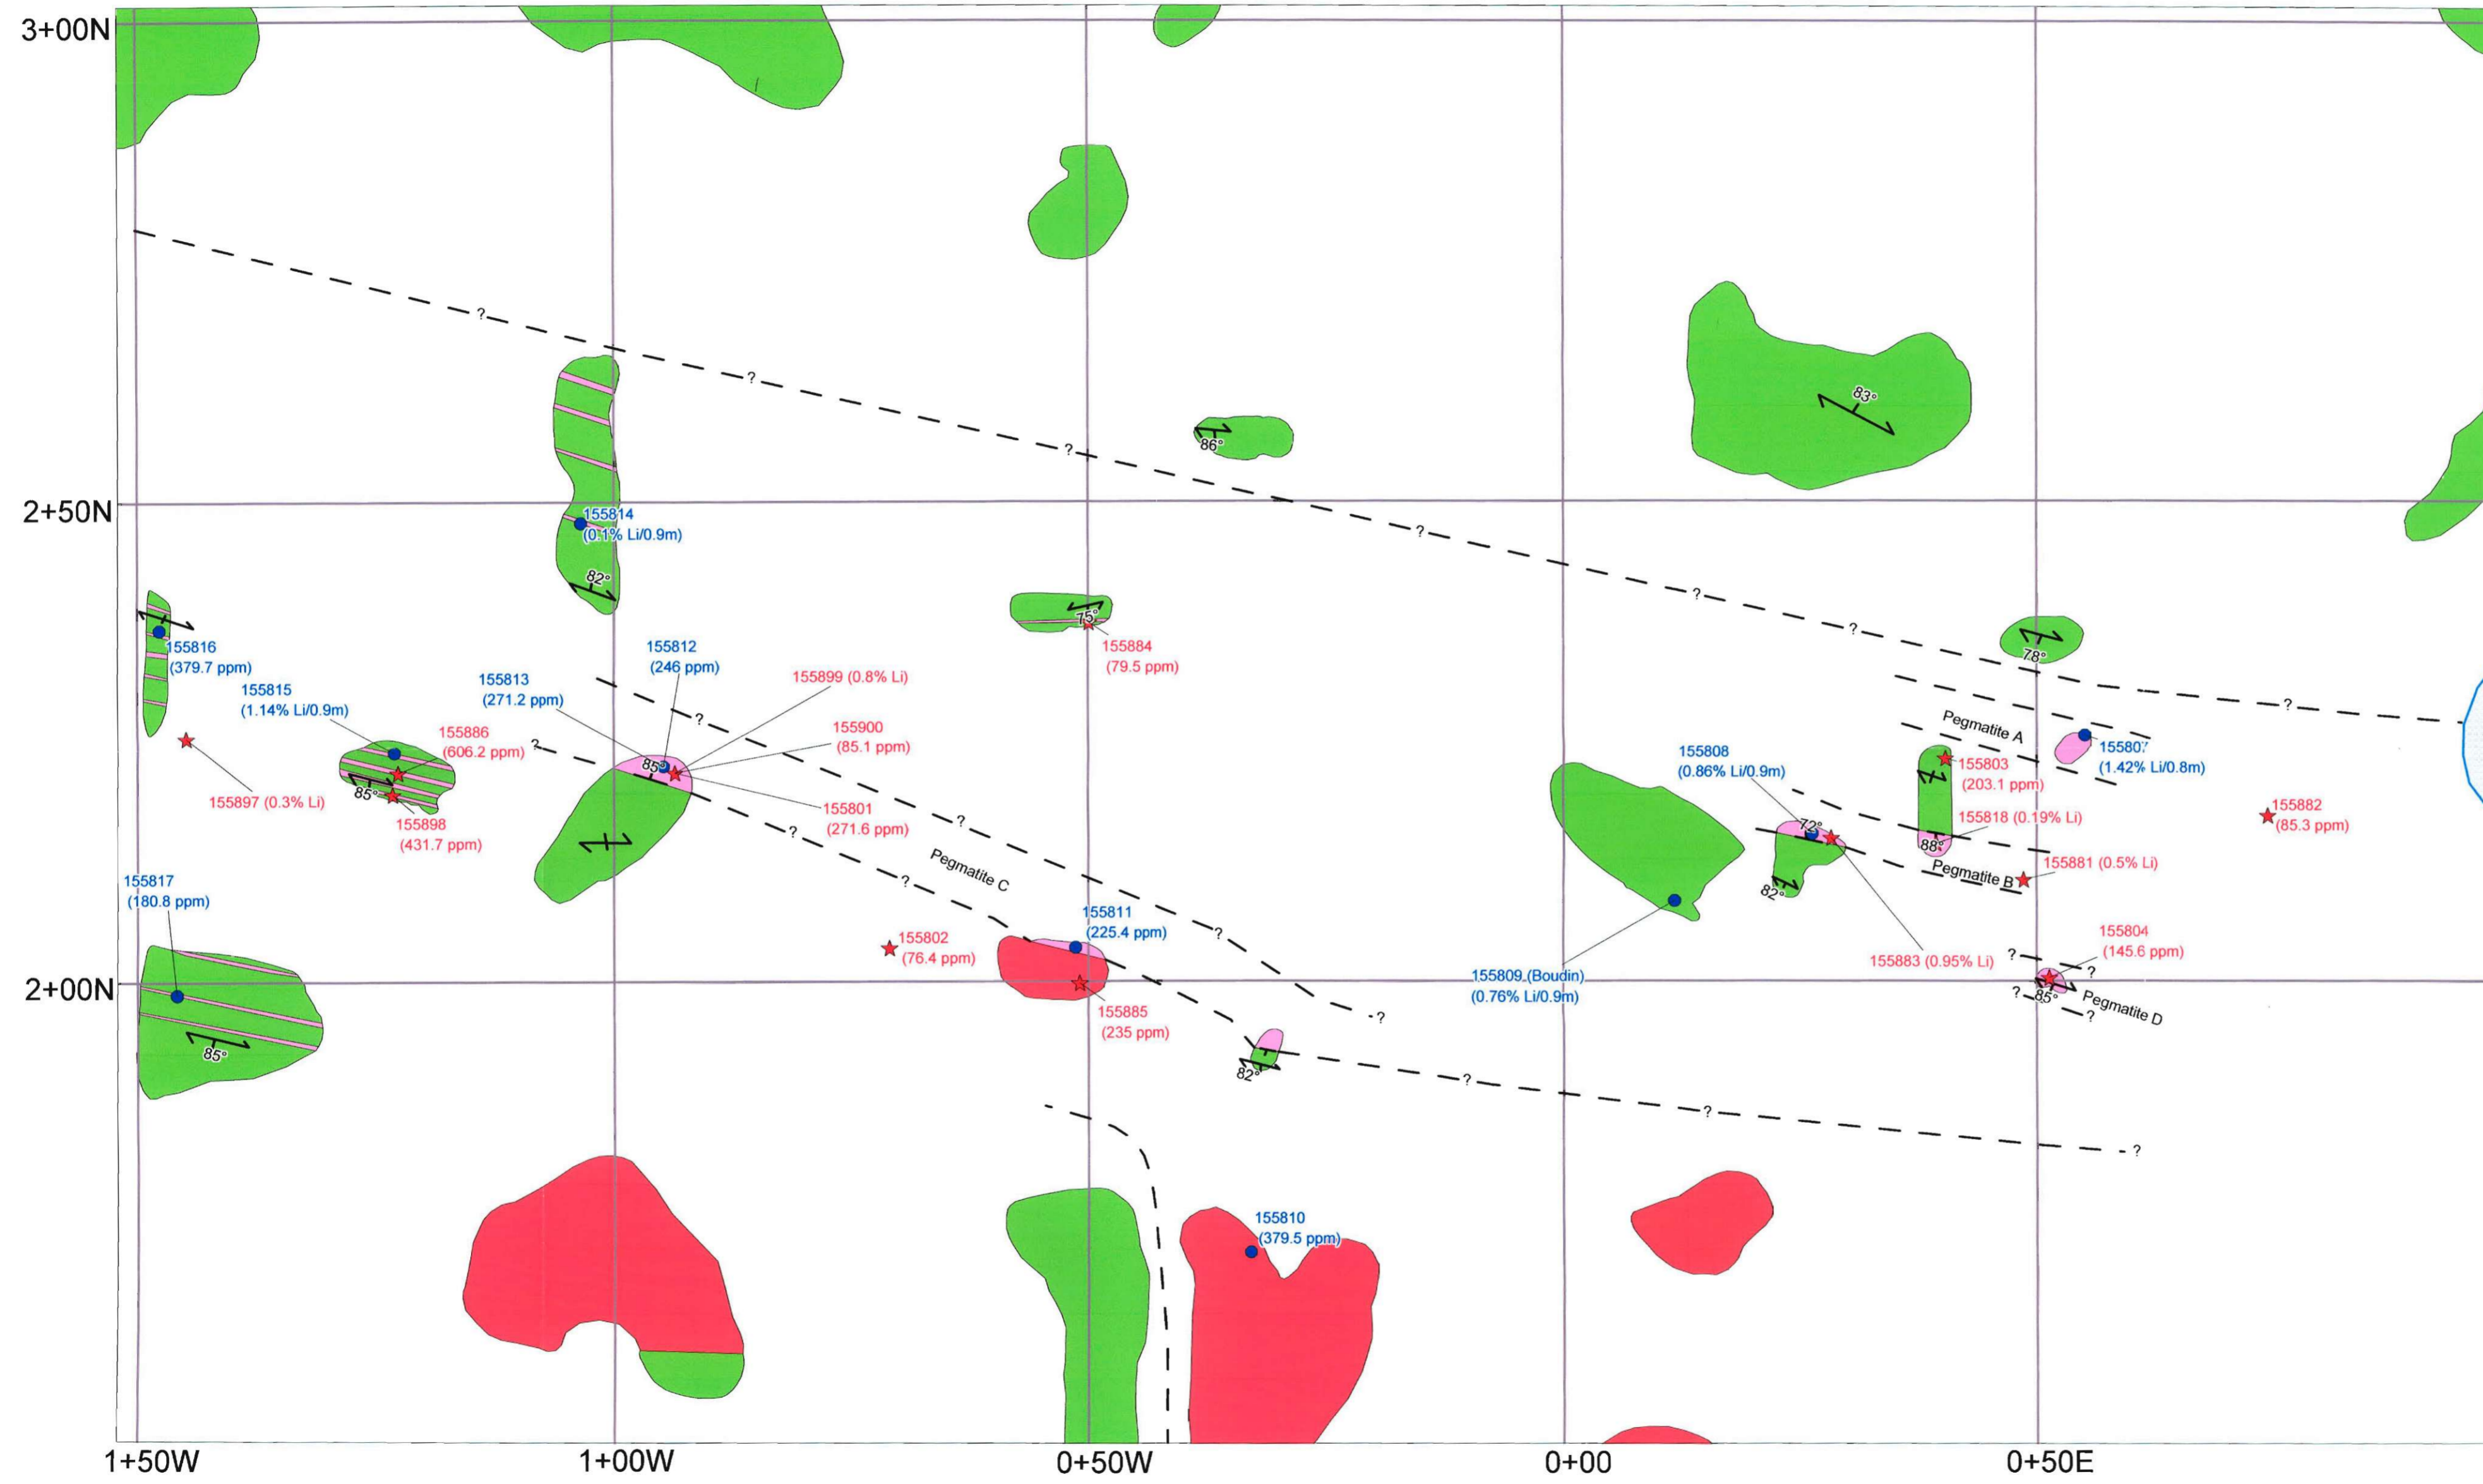 3+00N
?
?
?
83°
86°
2+50N
?
155814
(0.1% Li/0.9m)
82°
?
?
75°
78°
155816
(379.7 ppm)
155812
(246 ppm)
155884
(79.5 ppm)
155813
(271.2 ppm)
155899 (0.8% Li)
155815
(1.14% Li/0.9m)
?
?
155886
(606.2 ppm)
?
155900
(85.1 ppm)
Pegmatite A
155807
(1.42% Li/0.8m)
155808
(0.86% Li/0.9m)
85°
155803
(203.1 ppm)
85°
155897 (0.3% Li)
155801
(271.6 ppm)
?
?
155898
(431.7 ppm)
72°
155818 (0.19% Li)
155882
(85.3 ppm)
88°
155881 (0.5% Li)
Pegmatite C
Pegmatite B
?
82°
155817
(180.8 ppm)
155811
(225.4 ppm)
?
155802
(76.4 ppm)
155804
(145.6 ppm)
155883 (0.95% Li)
?
?
155809 (Boudin)
(0.76% Li/0.9m)
2+00N
85°
?
?
Pegmatite D
155885
(235 ppm)
?
85°
82°
?
?
?
155810
(379.5 ppm)
1+50W
1+00W
0+50W
0+00
0+50E